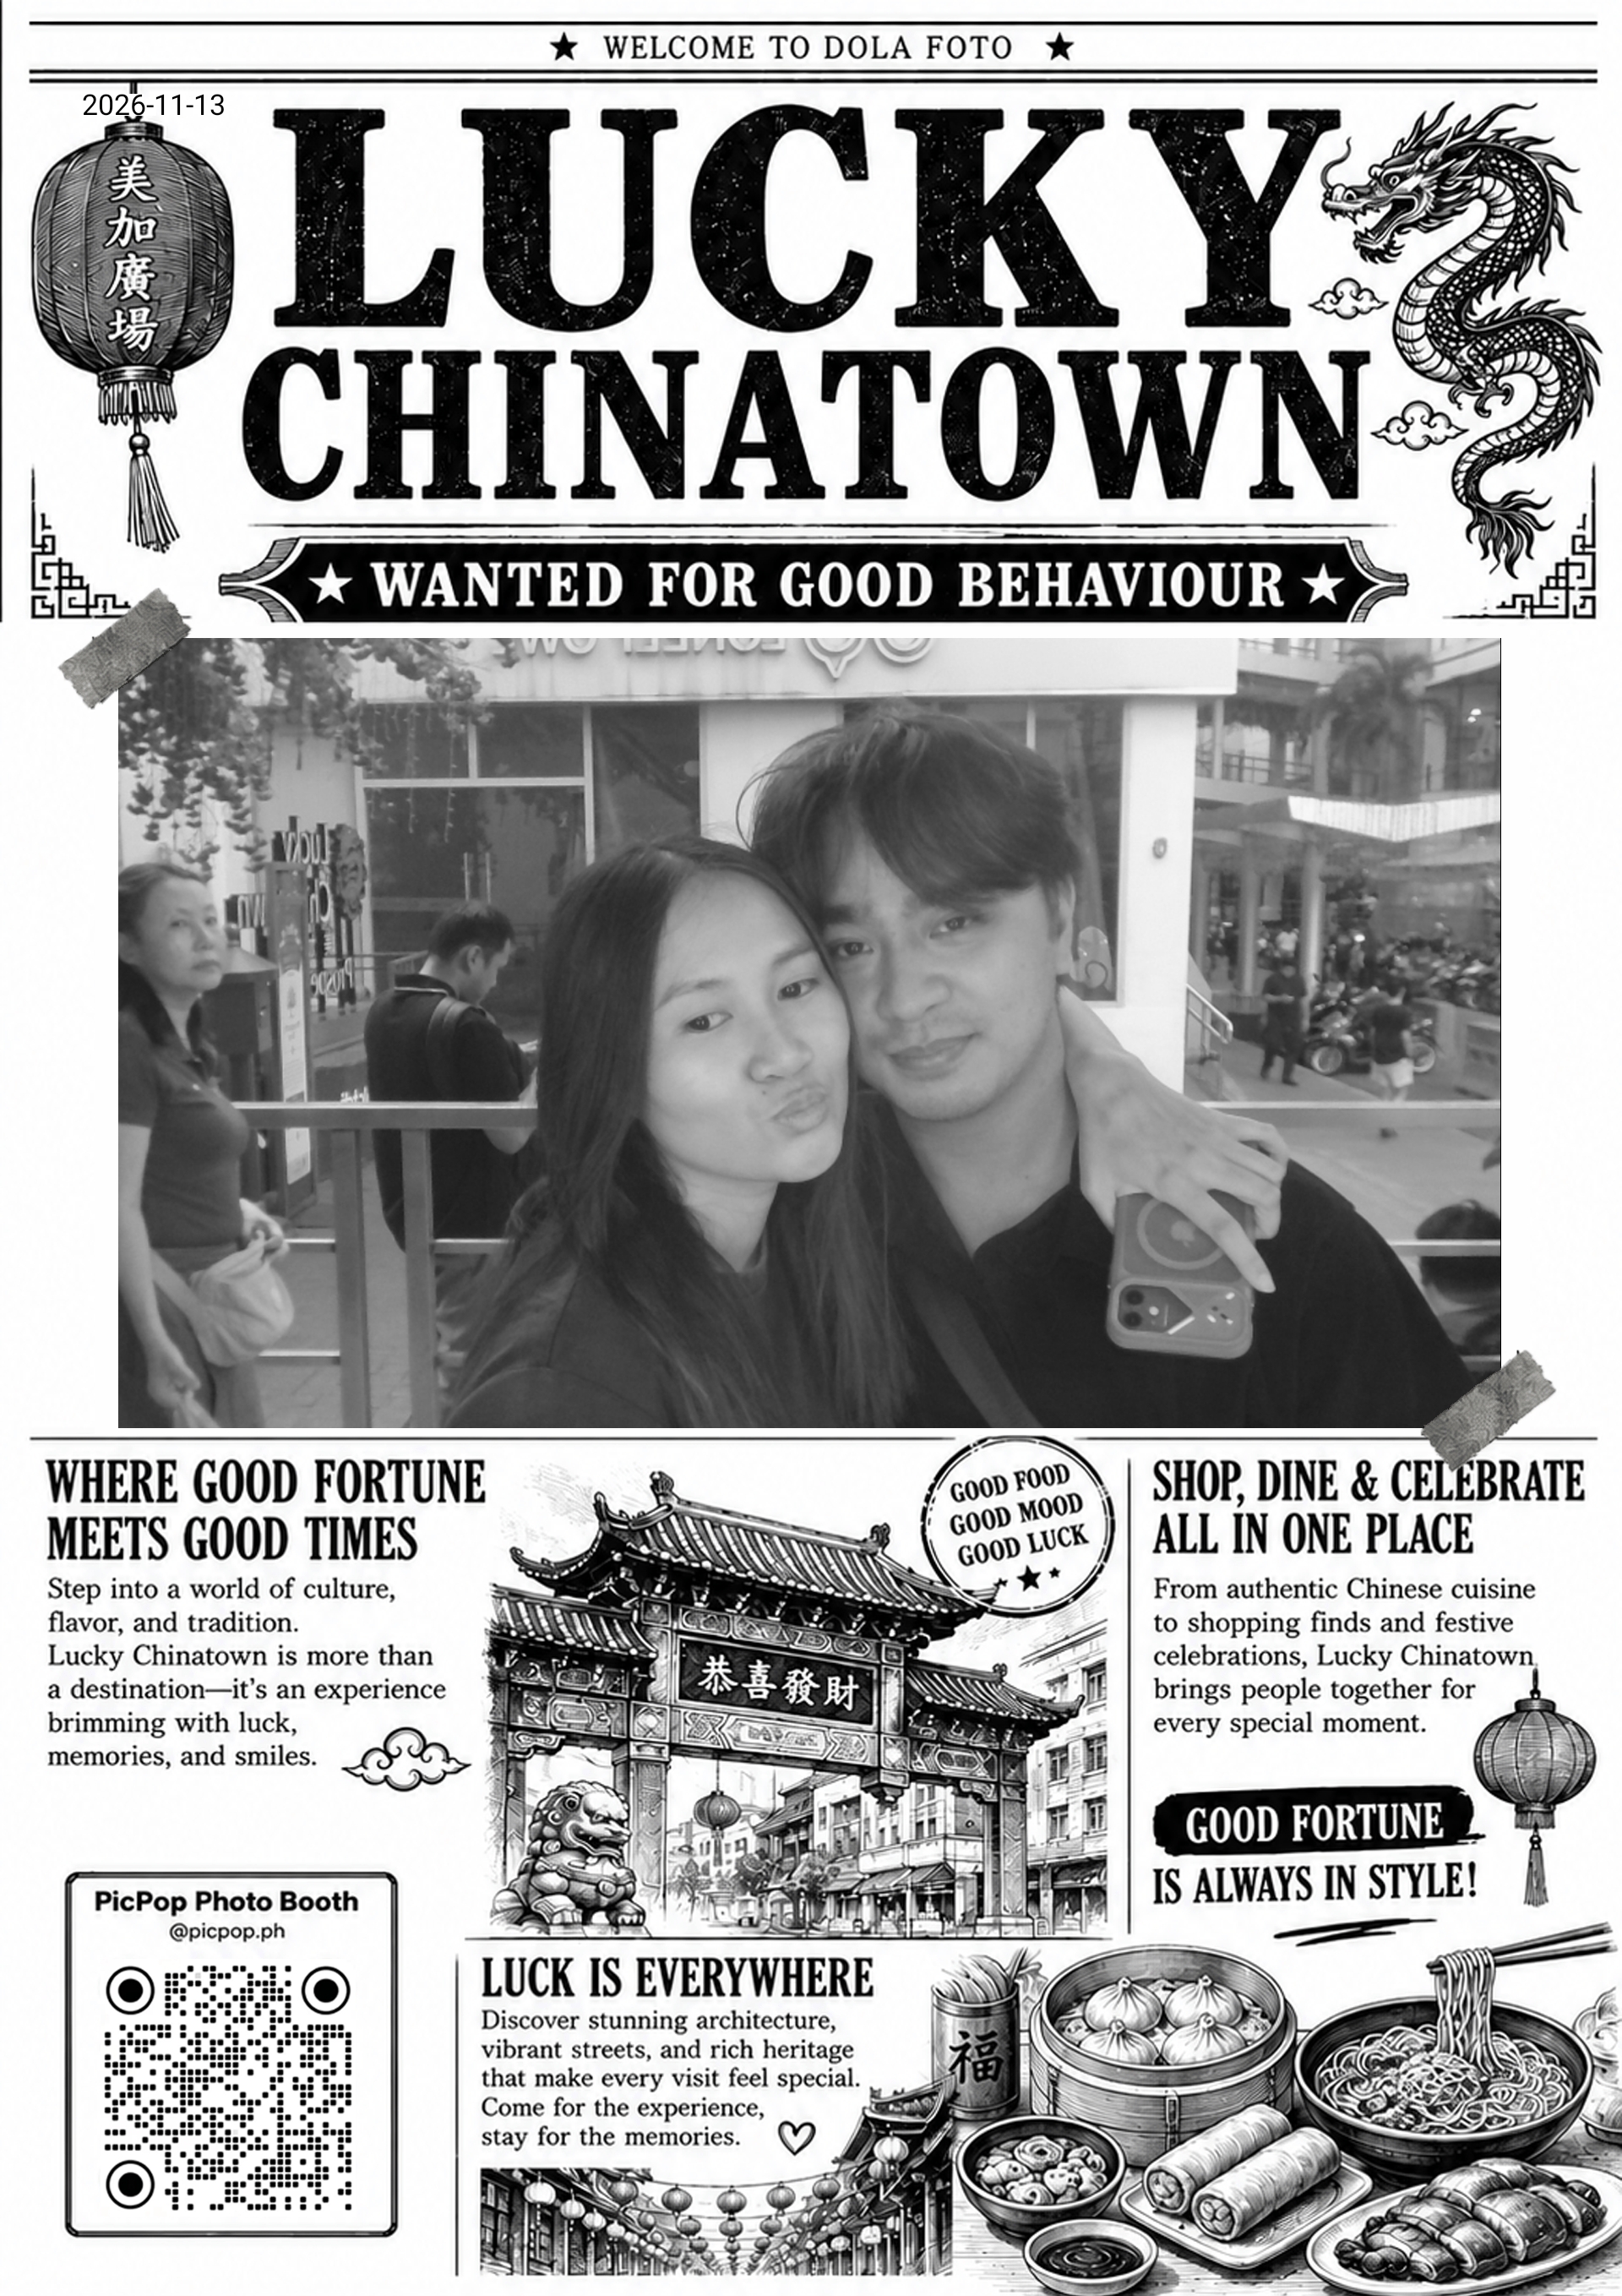 ★ WELCOME TO DOLA FOTO ★
2026-11-13
美加廣場
LUCKY
CHINATOWN
★ WANTED FOR GOOD BEHAVIOUR ★
Lucky
WHERE GOOD FORTUNE
MEETS GOOD TIMES
Step into a world of culture,
flavor, and tradition.
Lucky Chinatown is more than
a destination—it's an experience
brimming with luck,
memories, and smiles.
恭喜發財
GOOD FOOD
GOOD MOOD
GOOD LUCK
SHOP, DINE & CELEBRATE
ALL IN ONE PLACE
From authentic Chinese cuisine
to shopping finds and festive
celebrations, Lucky Chinatown
brings people together for
every special moment.
GOOD FORTUNE
IS ALWAYS IN STYLE!
PicPop Photo Booth
@picpop.ph
LUCK IS EVERYWHERE
Discover stunning architecture,
vibrant streets, and rich heritage
that make every visit feel special.
Come for the experience,
stay for the memories.
福